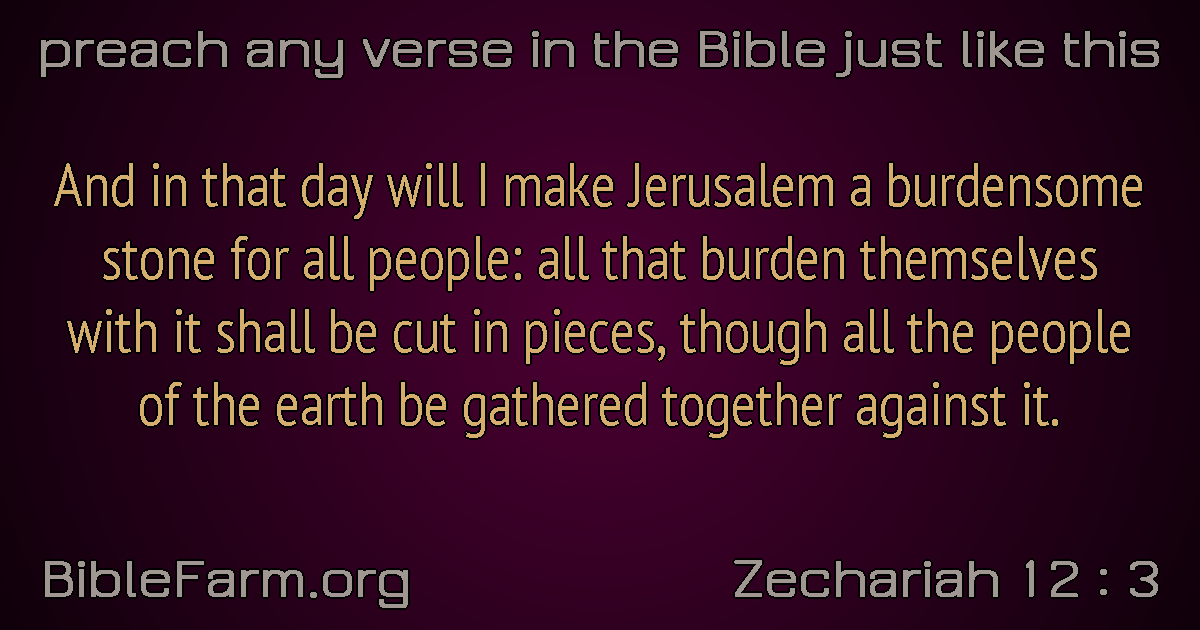 preach any verse in the Bible just like this
And in that day will I make Jerusalem a burdensome
stone for all people: all that burden themselves
with it shall be cut in pieces, though all the people
of the earth be gathered together against it.
BibleFarm.org
Zechariah 12 : 3